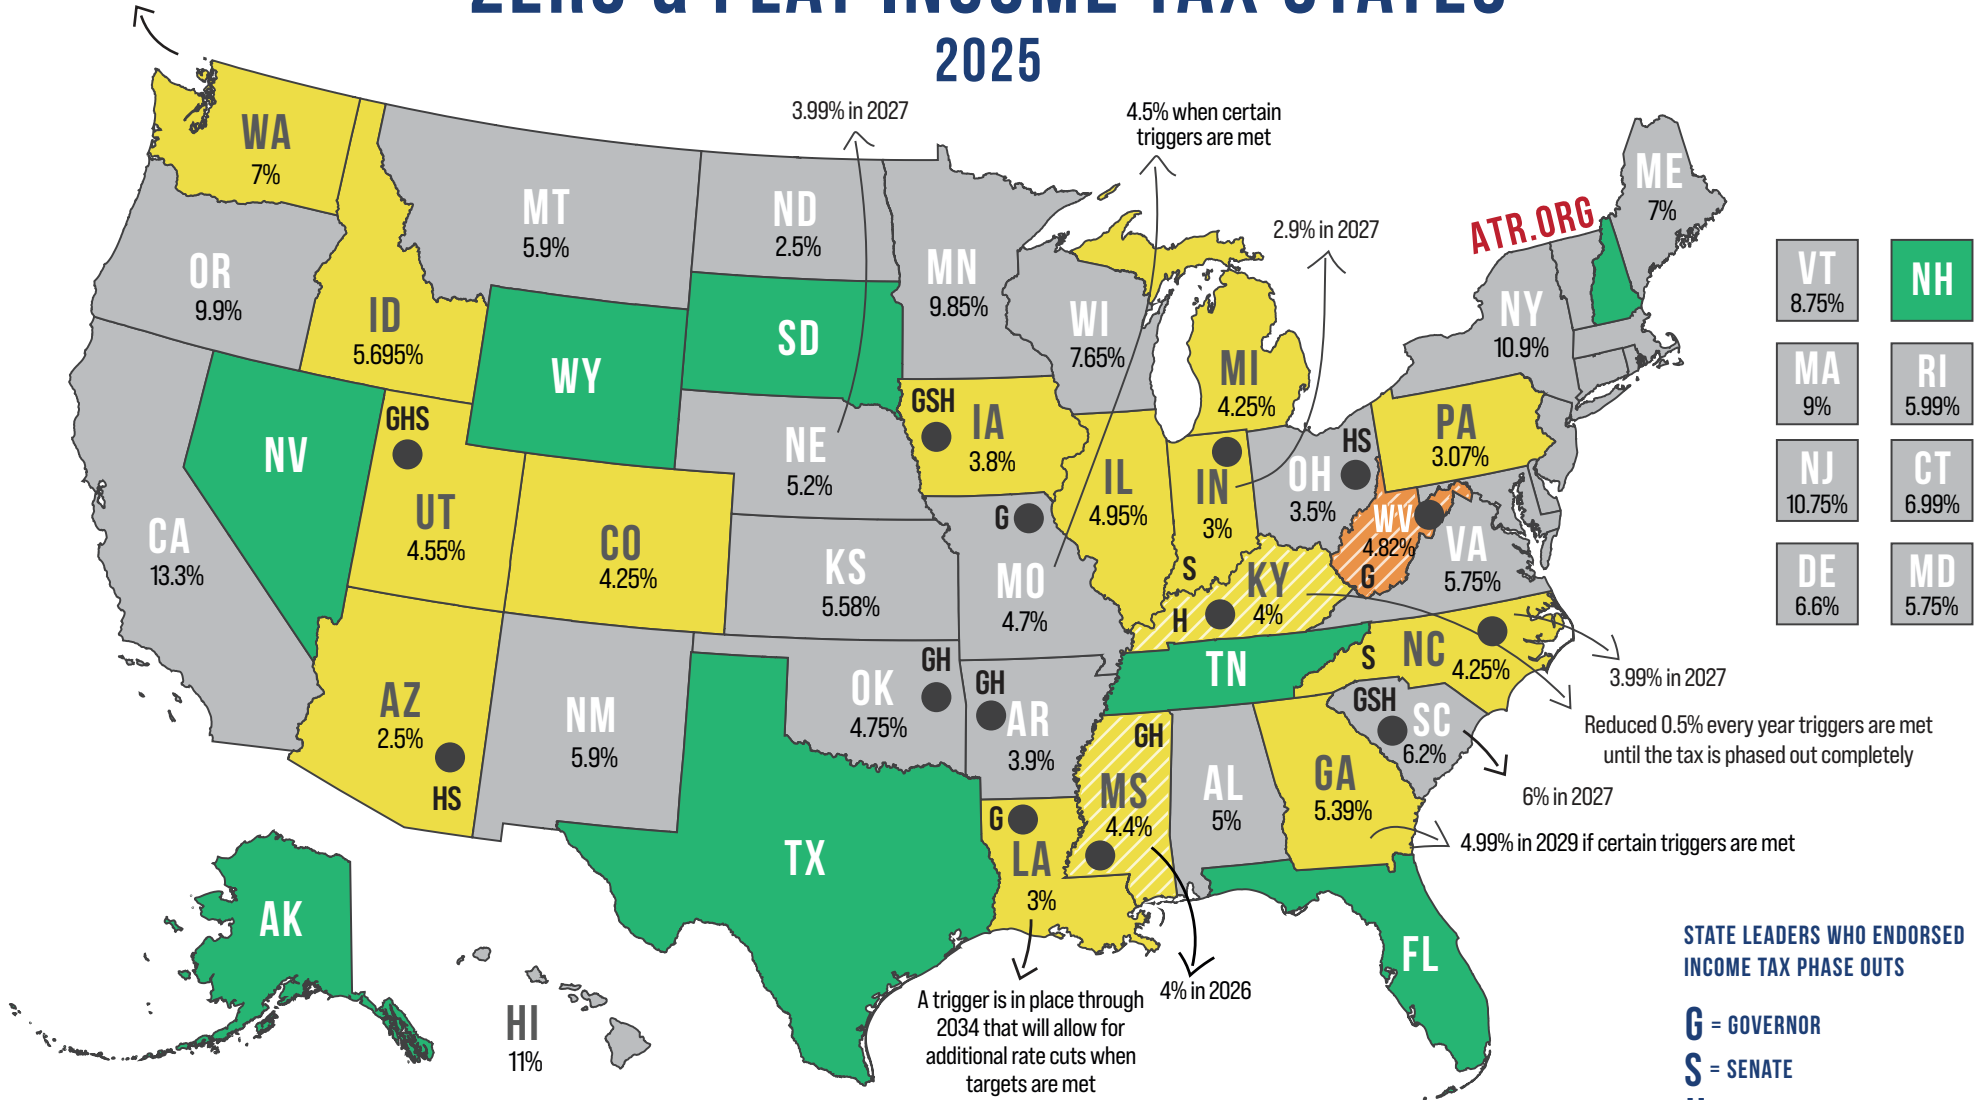 ZERO & FLAT INCOME TAX STATES
2025
3.99% in 2027
4.5% when certain
triggers are met
2.9% in 2027
ATR.ORG
WA
7%
OR
9.9%
CA
13.3%
NV
ID
5.695%
MT
5.9%
WY
GHS
UT
4.55%
CO
4.25%
AZ
2.5%
HS
NM
5.9%
ND
2.5%
SD
NE
5.2%
KS
5.58%
OK
4.75%
GH
TX
MN
9.85%
GSH
IA
3.8%
G
MO
4.7%
GH
AR
3.9%
G
LA
3%
WI
7.65%
IL
4.95%
MI
4.25%
IN
3%
S
HS
OH
3.5%
KY
4%
H
TN
GH
MS
4.4%
AL
5%
GA
5.39%
FL
GSH
SC
6.2%
S
NC
4.25%
WV
4.82%
G
VA
5.75%
PA
3.07%
NY
10.9%
ME
7%
VT
8.75%
NH
MA
9%
RI
5.99%
NJ
10.75%
CT
6.99%
DE
6.6%
MD
5.75%
AK
HI
11%
3.99% in 2027
Reduced 0.5% every year triggers are met
until the tax is phased out completely
6% in 2027
4.99% in 2029 if certain triggers are met
4% in 2026
A trigger is in place through
2034 that will allow for
additional rate cuts when
targets are met
STATE LEADERS WHO ENDORSED
INCOME TAX PHASE OUTS
G = GOVERNOR
S = SENATE